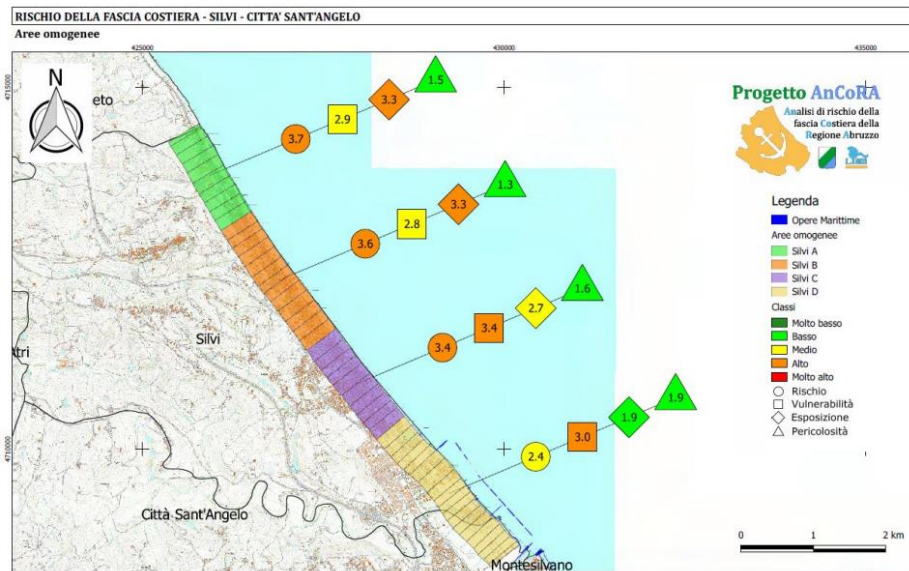 RISCHIO DELLA FASCIA COSTIERA - SILVI - CITTA' SANT'ANGELO
Aree omogenee
425000
430000
435000
4715000
N
eto
1.5
3.3
2.9
3.7
Progetto AnCoRA
Analisi di rischio della
fascia Costiera della
Regione Abruzzo
1.3
3.3
2.8
3.6
Legenda
Opere Marittime
Aree omogenee
Silvi A
Silvi B
Silvi C
Silvi D
Classi
Molto basso
Basso
Medio
Alto
Molto alto
Rischio
Vulnerabilità
Esposizione
Pericolosità
1.6
2.7
3.4
3.4
Silvi
tri
1.9
1.9
3.0
2.4
4710000
Città Sant'Angelo
Montesilvano
0 1 2 km